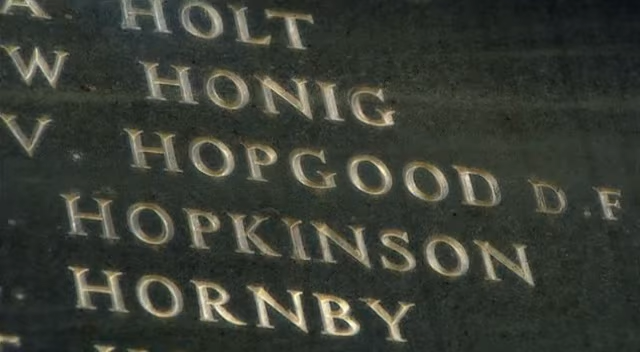 A. HOLT
W HONIG
V. HOPGOOD D.F
HOPKINSON
HORNBY